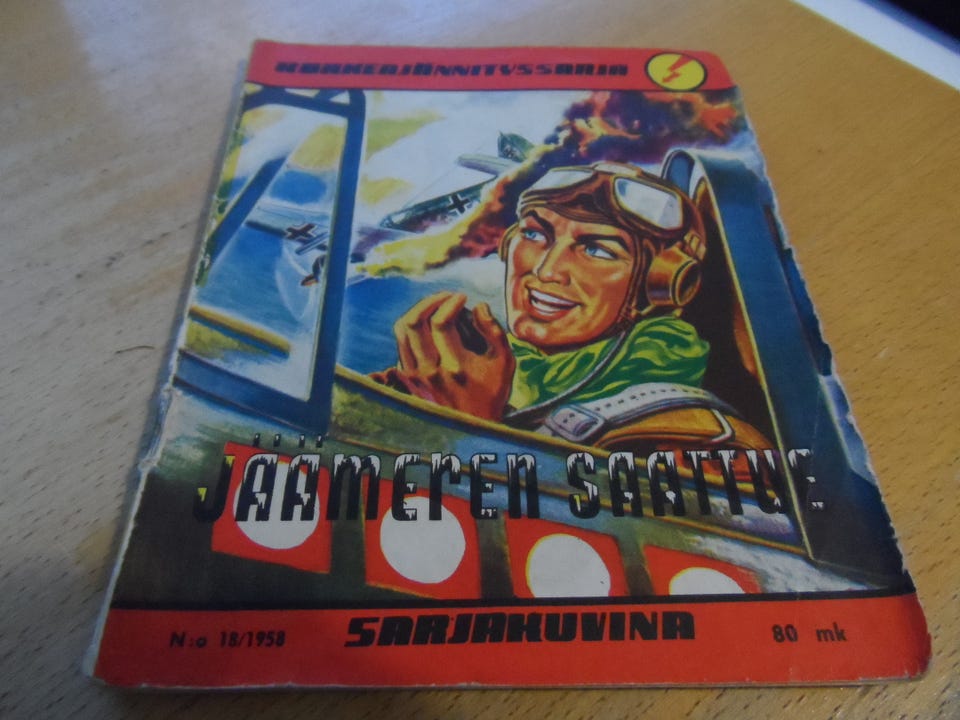 KORKEAJÄNNITYSSARJA
JÄÄMEREN SAATTUE
N:o 18/1958 SARJAKUVINA 80 mk